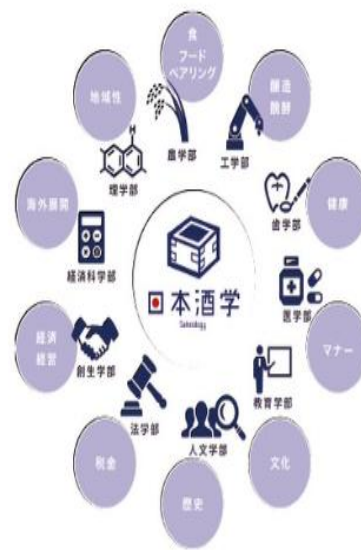 食
フード
ペアリング
醸造
醗酵
健康
マナー
文化
歴史
税金
経済
経営
海外展開
地域性
農学部
工学部
歯学部
医学部
教育学部
人文学部
法学部
創生学部
経済科学部
理学部
日本酒学
Sakeology